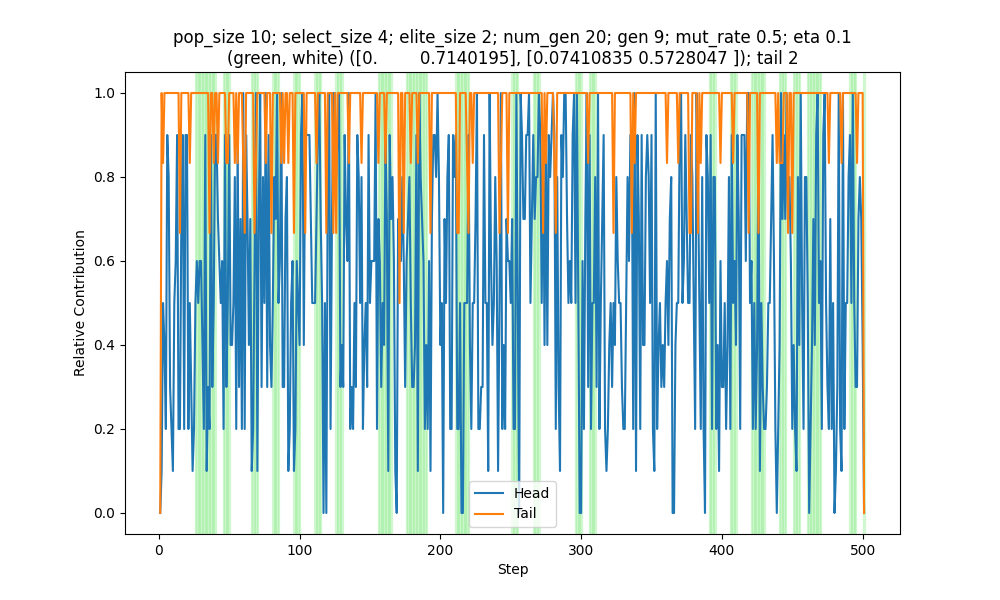 pop_size 10; select_size 4; elite_size 2; num_gen 20; gen 9; mut_rate 0.5; eta 0.1
(green, white) ([0. 0.7140195], [0.07410835 0.5728047 ]); tail 2
Relative Contribution
1.0
0.8
0.6
0.4
0.2
0.0
Head
Tail
0 100 200 300 400 500
Step